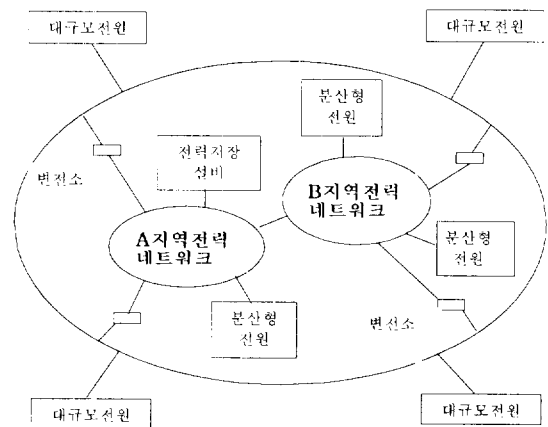 대규모전원
대규모전원
분산형
전원
변전소
전력저장
설비
B지역전력
네트워크
A지역전력
네트워크
분산형
전원
분산형
전원
변전소
대규모전원
대규모전원